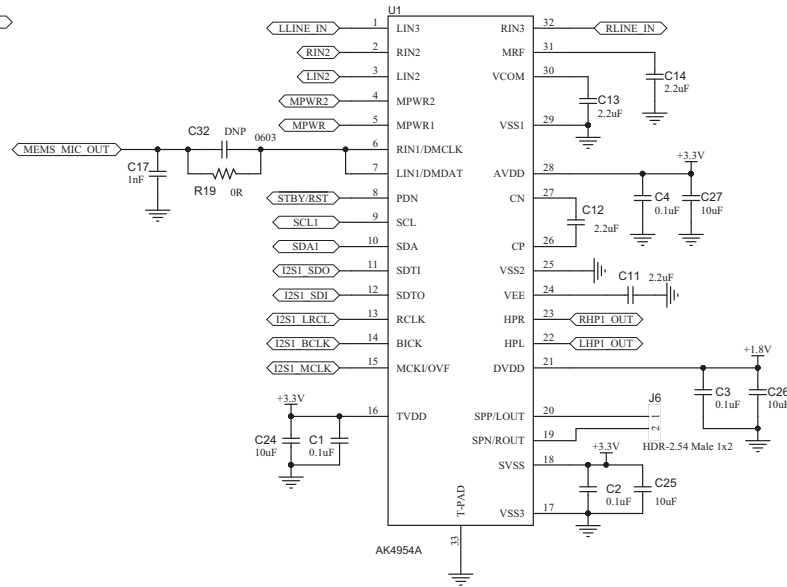 U1
LLINE_IN 1 LIN3 RIN3 32 RLINE_IN
RIN2 2 RIN2 MRF 31
C14
2.2uF
LIN2 3 LIN2 VCOM 30
C13
2.2uF
MPWR2 4 MPWR2
MPWR 5 MPWR1 VSS1 29
C32 DNP 0603
MEMS_MIC_OUT 6 RIN1/DMCLK
C17
1nF
R19 0R
7 LIN1/DMDAT AVDD 28
+3.3V
C4
0.1uF
C27
10uF
STBY/RST 8 PDN CN 27
C12
2.2uF
SCL1 9 SCL
SDA1 10 SDA CP 26
I2S1_SDO 11 SDTI VSS2 25
I2S1_SDI 12 SDTO VEE 24
C11 2.2uF
I2S1_LRCL 13 RCLK HPR 23 RHP1_OUT
I2S1_BCLK 14 BICK HPL 22 LHP1_OUT
I2S1_MCLK 15 MCKI/OVF DVDD 21
+1.8V
C3
0.1uF
C26
10uF
+3.3V
16 TVDD SPP/LOUT 20
C24
10uF
C1
0.1uF
J6
1
2
SPN/ROUT 19
HDR-2.54 Male 1x2
+3.3V
SVSS 18
C2
0.1uF
C25
10uF
T-PAD VSS3 17
33
AK4954A